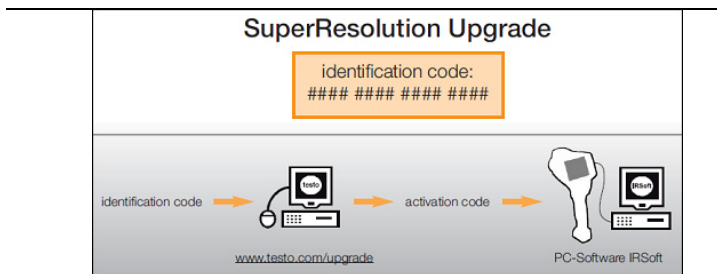 SuperResolution Upgrade
identification code:
#### #### #### ####
testo
IRSoft
identification code
activation code
www.testo.com/upgrade
PC-Software IRSoft